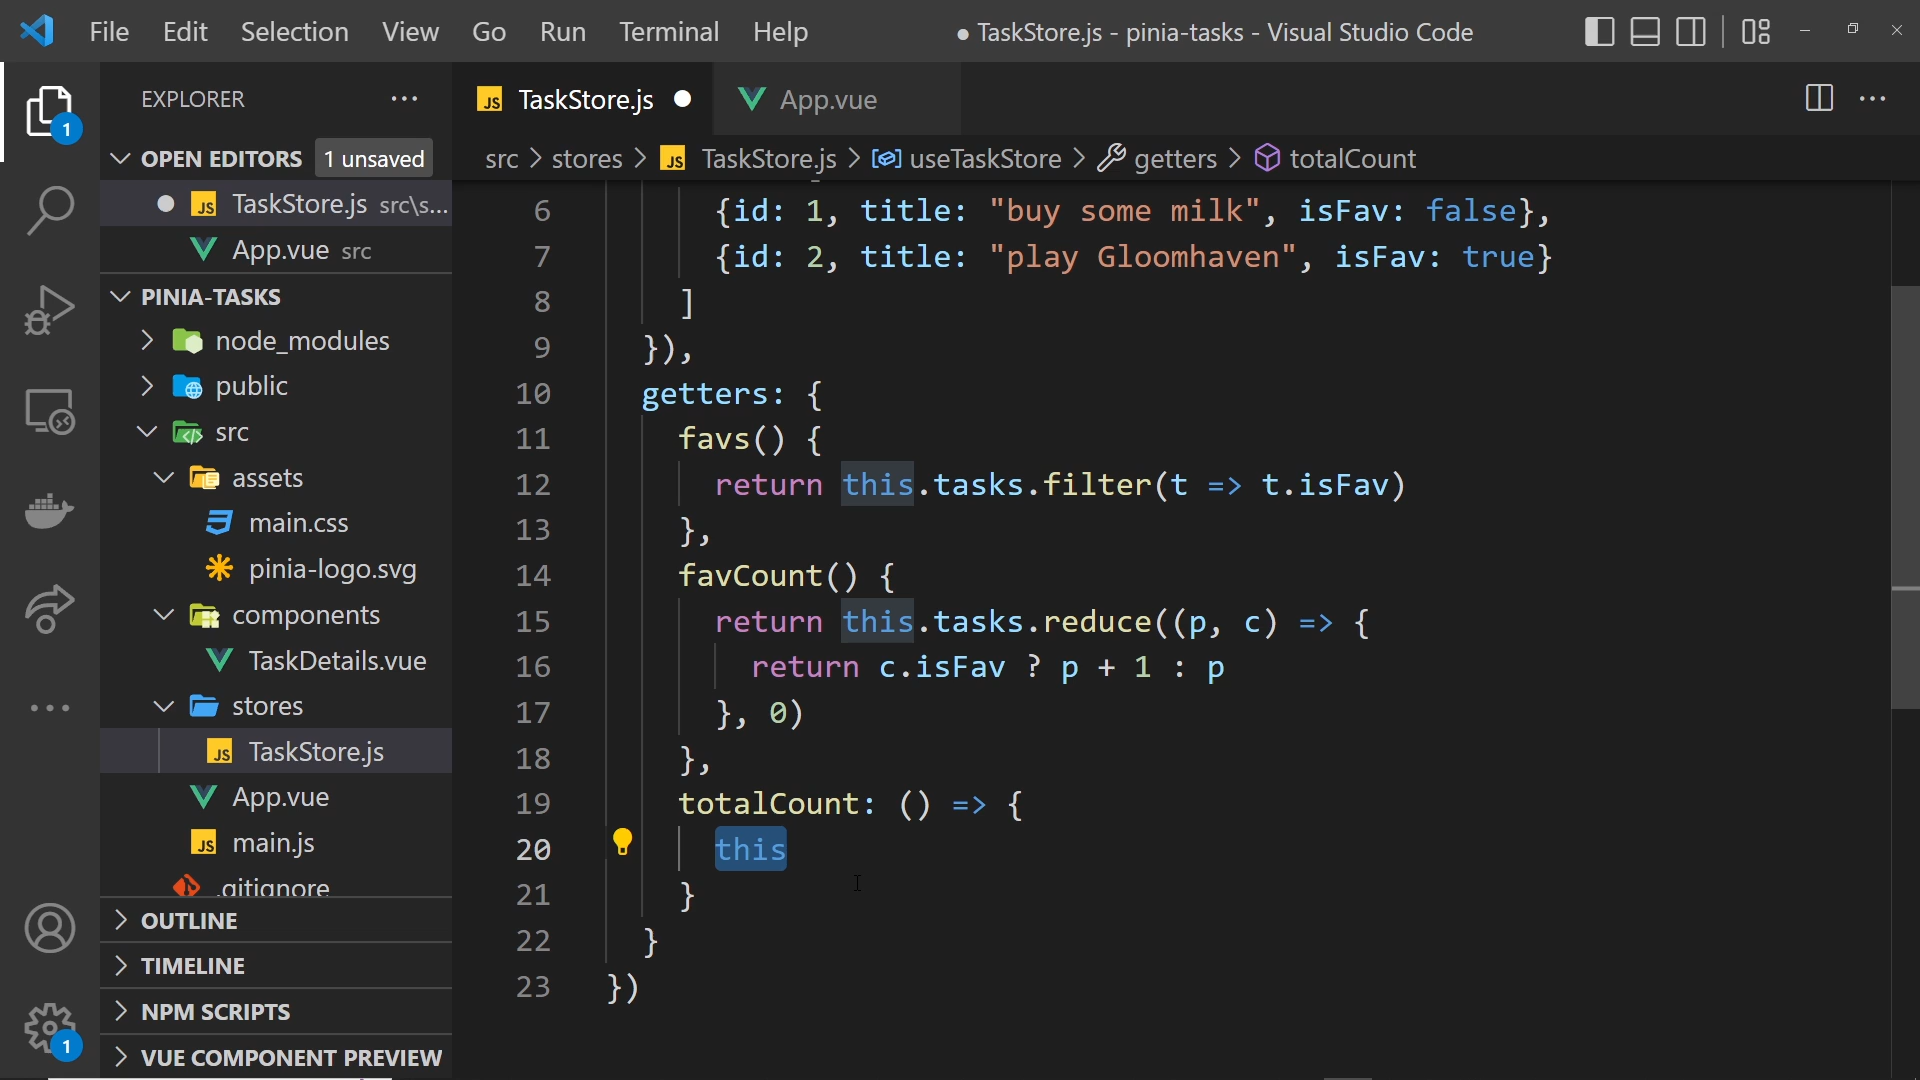 File Edit Selection View Go Run Terminal Help
● TaskStore.js - pinia-tasks - Visual Studio Code
EXPLORER
OPEN EDITORS 1 unsaved
TaskStore.js src\s...
App.vue src
PINIA-TASKS
node_modules
public
src
assets
main.css
pinia-logo.svg
components
TaskDetails.vue
stores
TaskStore.js
App.vue
main.js
.gitignore
OUTLINE
TIMELINE
NPM SCRIPTS
VUE COMPONENT PREVIEW
1
1
JS TaskStore.js
App.vue
src > stores > JS TaskStore.js > useTaskStore > getters > totalCount
6 {id: 1, title: "buy some milk", isFav: false},
7 {id: 2, title: "play Gloomhaven", isFav: true}
8 ]
9 }),
10 getters: {
11 favs() {
12 return this.tasks.filter(t => t.isFav)
13 },
14 favCount() {
15 return this.tasks.reduce((p, c) => {
16 return c.isFav ? p + 1 : p
17 }, 0)
18 },
19 totalCount: () => {
20 this
21 }
22 }
23 })